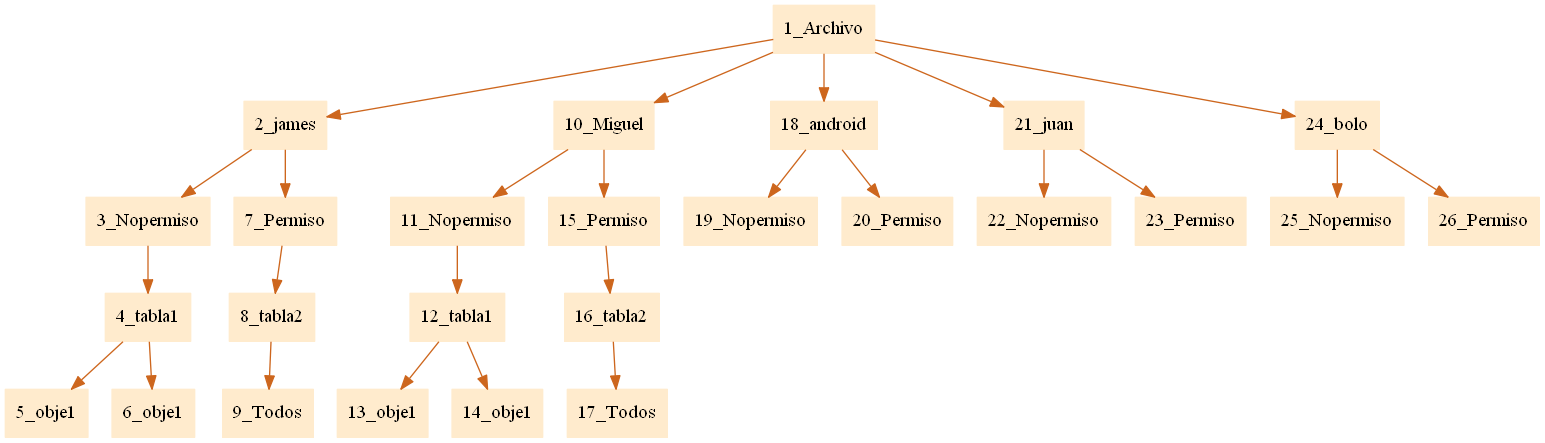 1_Archivo
2_james
10_Miguel
18_android
21_juan
24_bolo
3_Nopermiso
7_Permiso
11_Nopermiso
15_Permiso
19_Nopermiso
20_Permiso
22_Nopermiso
23_Permiso
25_Nopermiso
26_Permiso
4_tabla1
8_tabla2
12_tabla1
16_tabla2
5_obje1
6_obje1
9_Todos
13_obje1
14_obje1
17_Todos